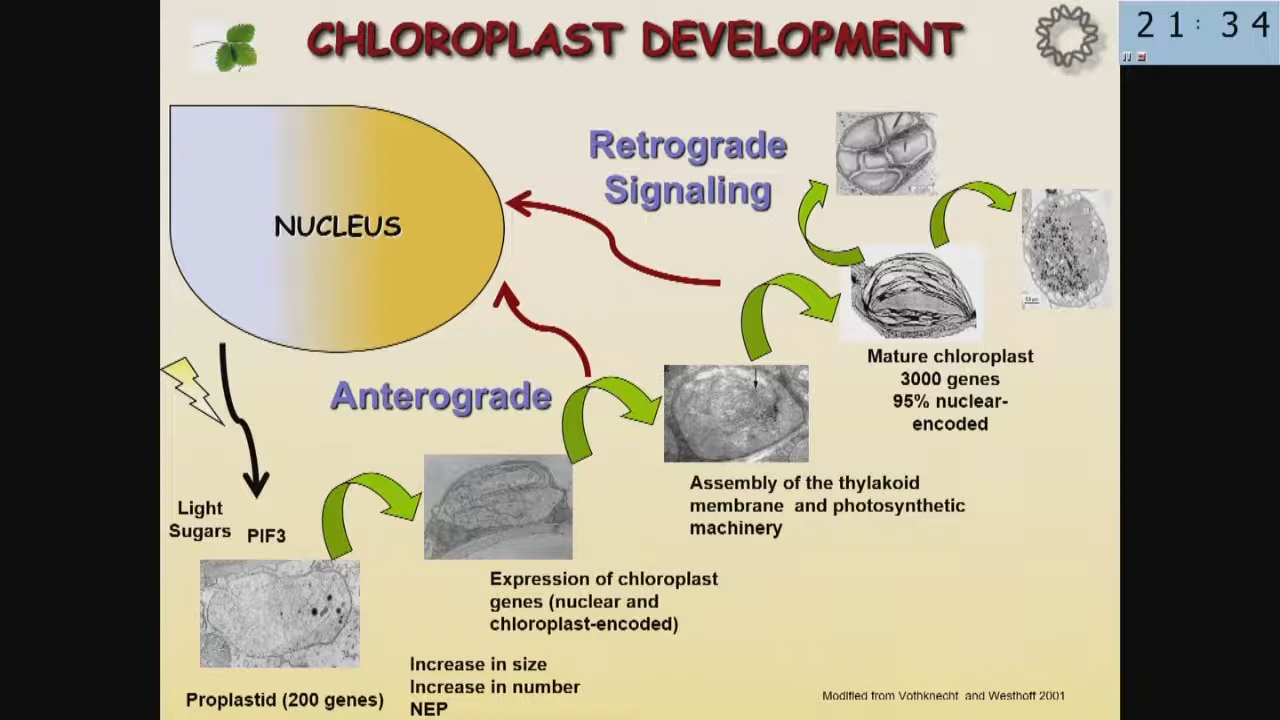 CHLOROPLAST DEVELOPMENT
21:34
NUCLEUS
Retrograde
Signaling
Anterograde
Mature chloroplast
3000 genes
95% nuclear-
encoded
Assembly of the thylakoid
membrane and photosynthetic
machinery
Light
Sugars
PIF3
Expression of chloroplast
genes (nuclear and
chloroplast-encoded)
Increase in size
Increase in number
NEP
Proplastid (200 genes)
Modified from Vothknecht and Westhoff 2001